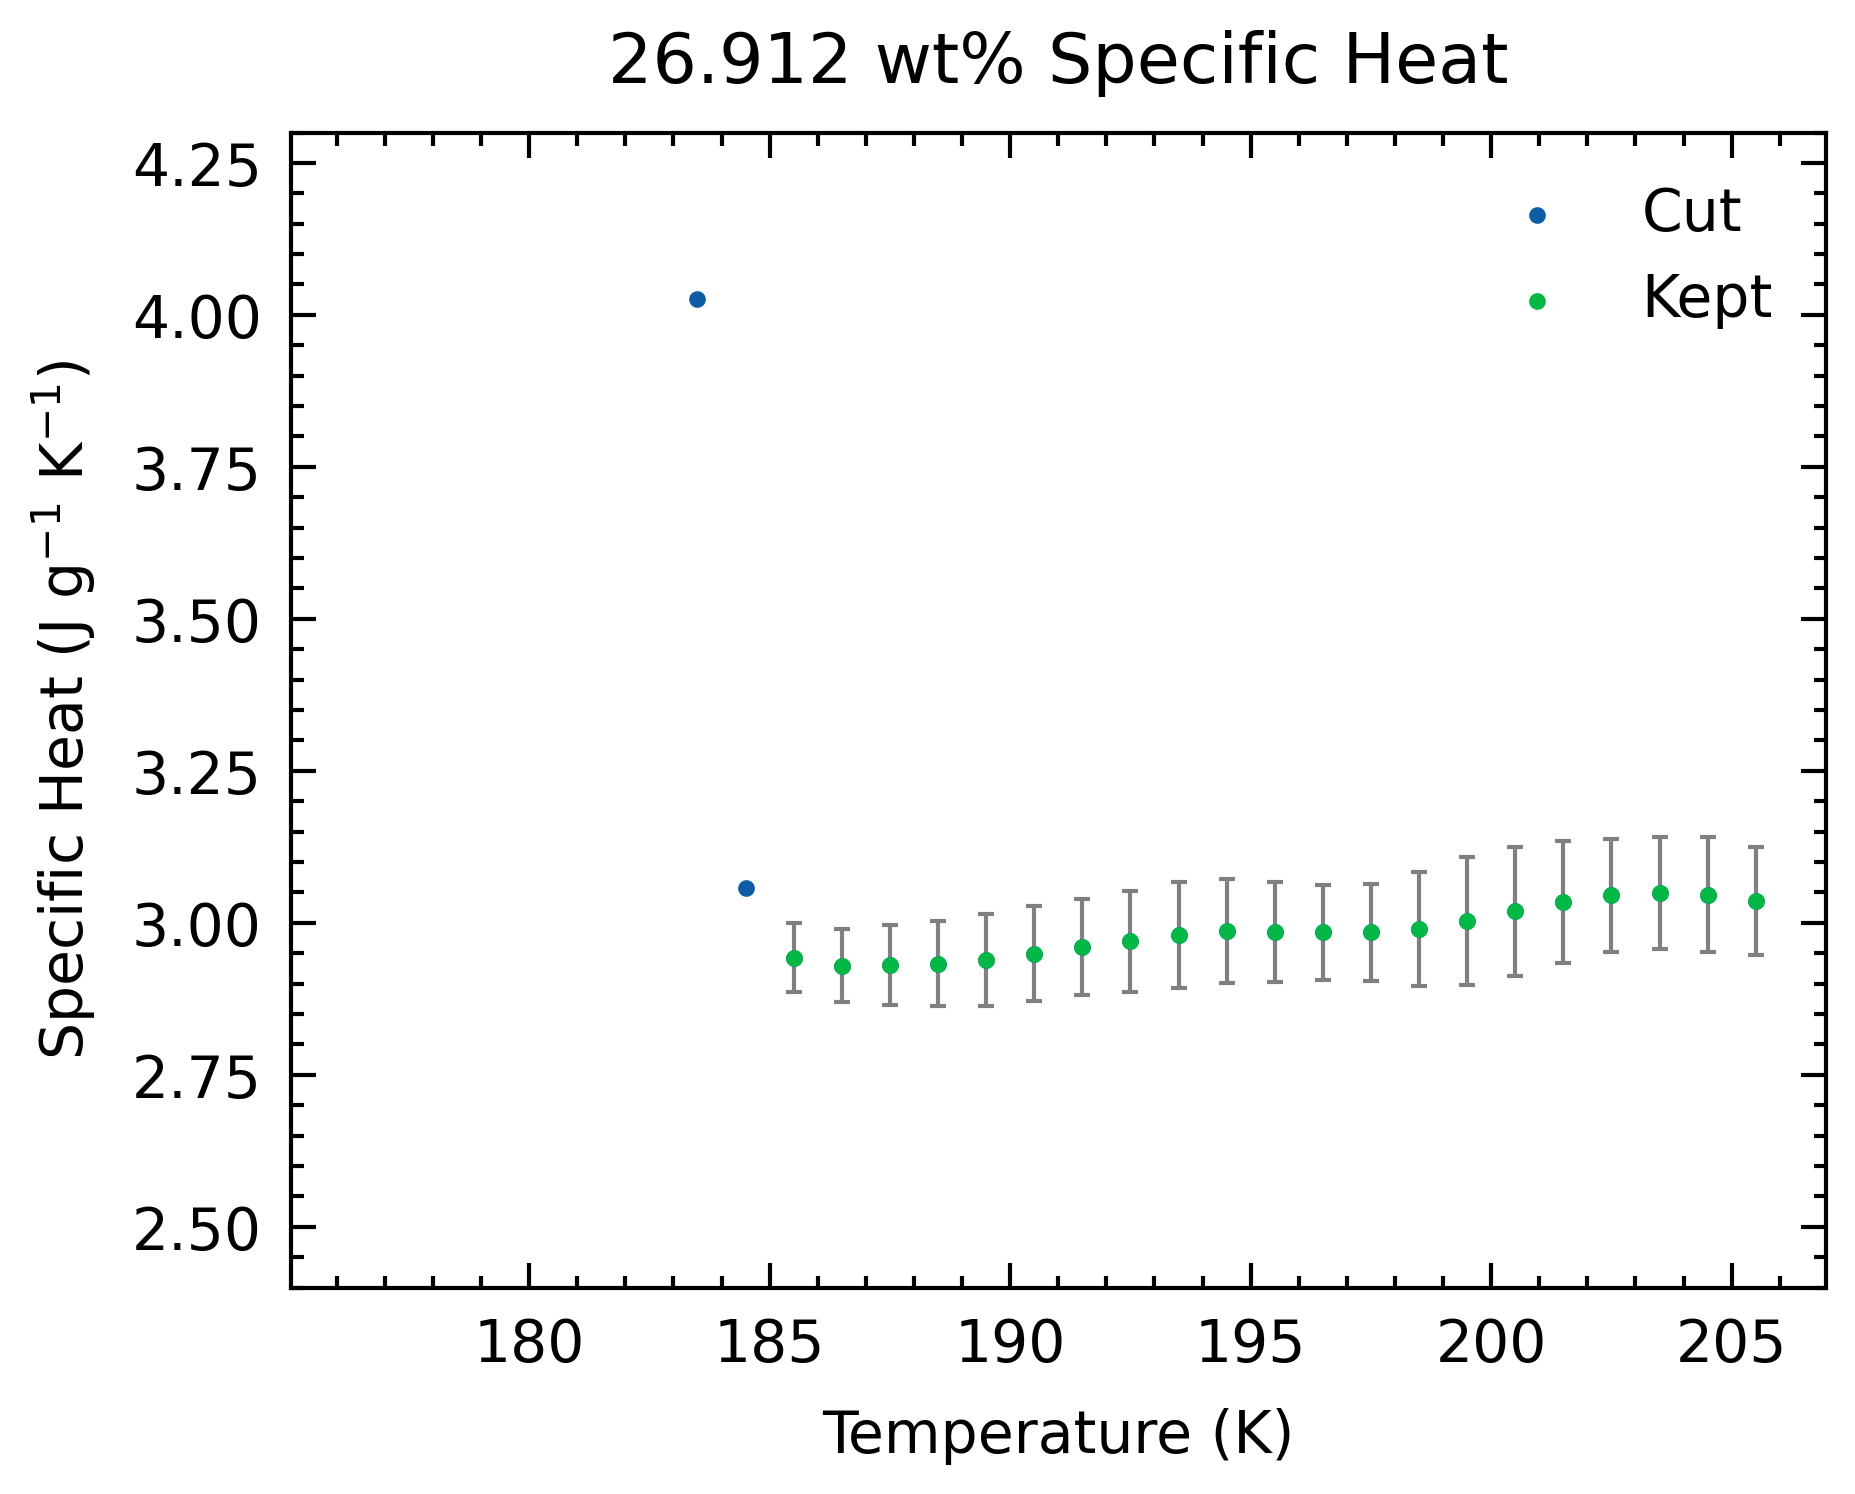 26.912 wt% Specific Heat
Cut
Kept
4.25
4.00
3.75
3.50
3.25
3.00
2.75
2.50
Specific Heat (J g⁻¹ K⁻¹)
180 185 190 195 200 205
Temperature (K)